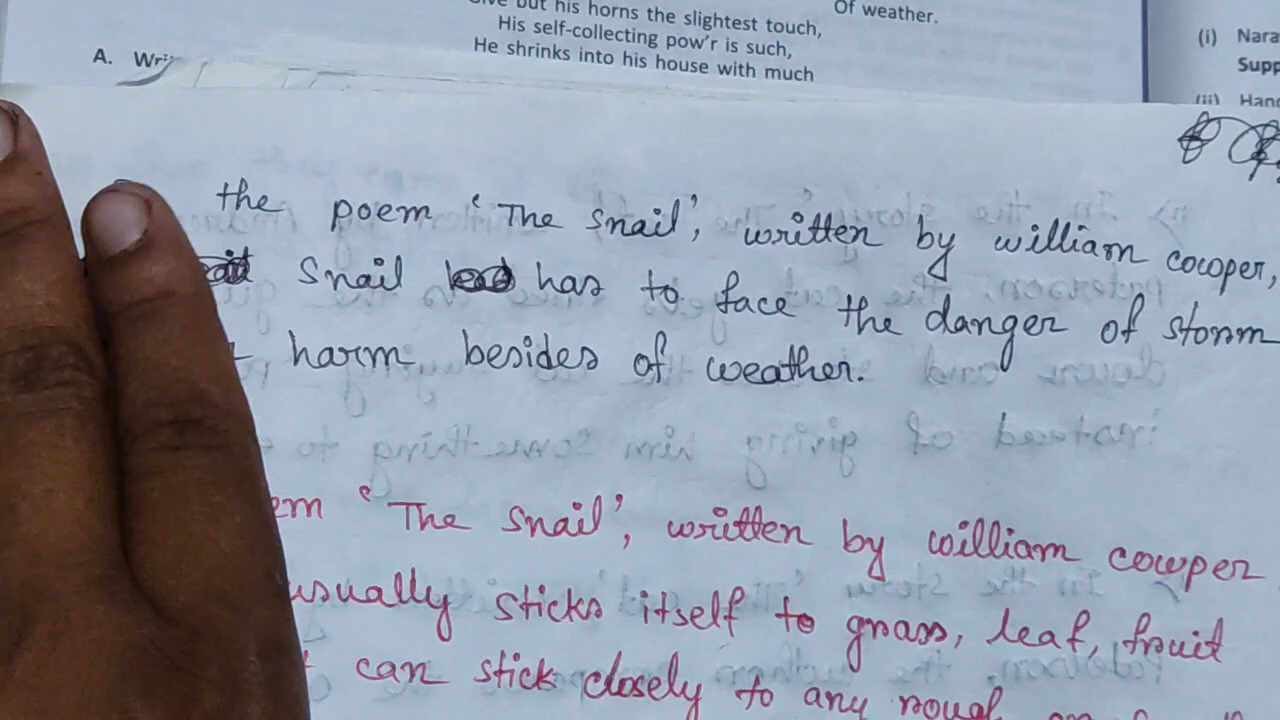 but his horns the slightest touch,
His self-collecting pow'r is such,
He shrinks into his house with much
Of weather.
A.
(i) Nara
Supp
(ii) Hand
the poem 'The Snail', written by william cowper,
Snail has to face the danger of storm
harm besides of weather.
em 'The Snail', written by william cowper
usually sticks itself to grass, leaf, fruit
can stick closely to any